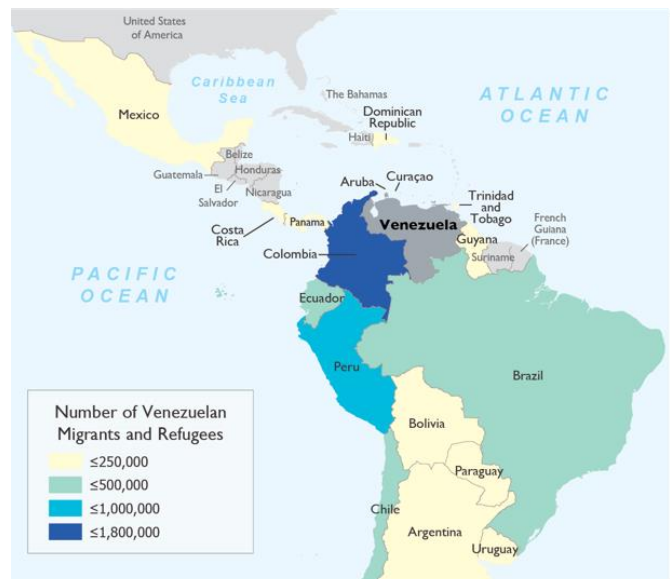 United States
of America
Caribbean
Sea
The Bahamas
ATLANTIC
OCEAN
Mexico
Dominican
Republic
Haiti
Belize
Guatemala
Honduras
El
Salvador
Nicaragua
Aruba
Curaçao
Trinidad
and
Tobago
Costa
Rica
Panama
Venezuela
Guyana
Suriname
French
Guiana
(France)
Colombia
PACIFIC
OCEAN
Ecuador
Peru
Brazil
Bolivia
Paraguay
Chile
Argentina
Uruguay
Number of Venezuelan
Migrants and Refugees
≤250,000
≤500,000
≤1,000,000
≤1,800,000